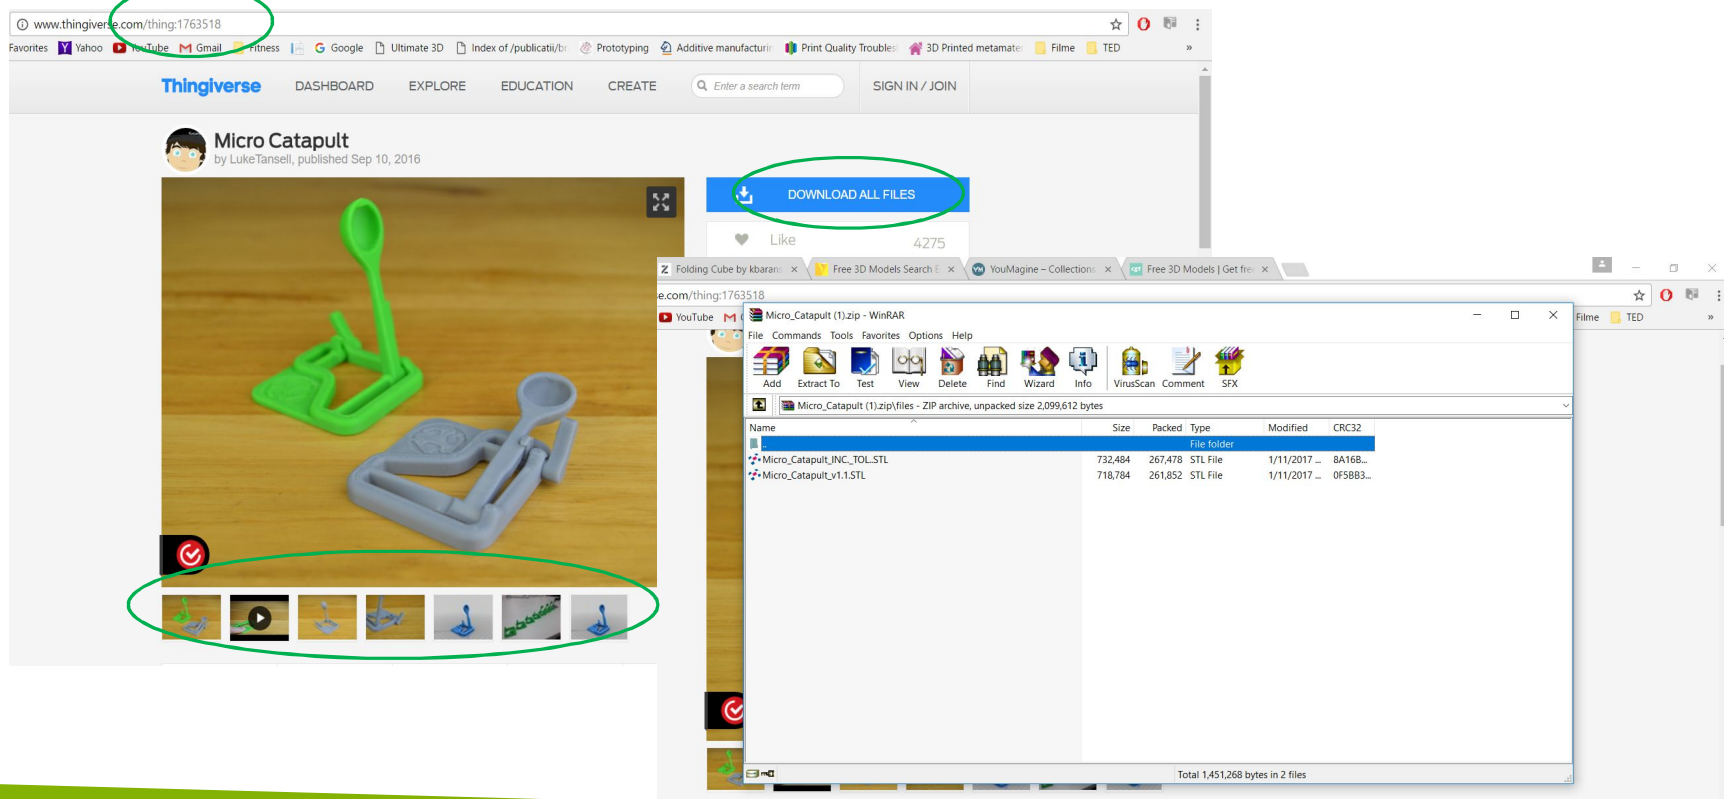 www.thingiverse.com/thing:1763518
Favorites Yahoo YouTube Gmail Fitness Google Ultimate 3D Index of /publicatii/br Prototyping Additive manufacturin Print Quality Troubles 3D Printed metamate Filme TED »
Thingiverse DASHBOARD EXPLORE EDUCATION CREATE Enter a search term SIGN IN / JOIN
Micro Catapult
by LukeTansell, published Sep 10, 2016
DOWNLOAD ALL FILES
Like 4275
Folding Cube by kbarans × Free 3D Models Search E × YouMagine – Collections × Free 3D Models | Get free ×
e.com/thing:1763518
YouTube M Micro_Catapult (1).zip - WinRAR Filme TED »
File Commands Tools Favorites Options Help
Add Extract To Test View Delete Find Wizard Info VirusScan Comment SFX
Micro_Catapult (1).zip\files - ZIP archive, unpacked size 2,099,612 bytes
Name Size Packed Type Modified CRC32
.. File folder
Micro_Catapult_INC._TOL..STL 732,484 267,478 STL File 1/11/2017 ... 8A16B...
Micro_Catapult_v1.1.STL 718,784 261,852 STL File 1/11/2017 ... 0F5BB3...
Total 1,451,268 bytes in 2 files